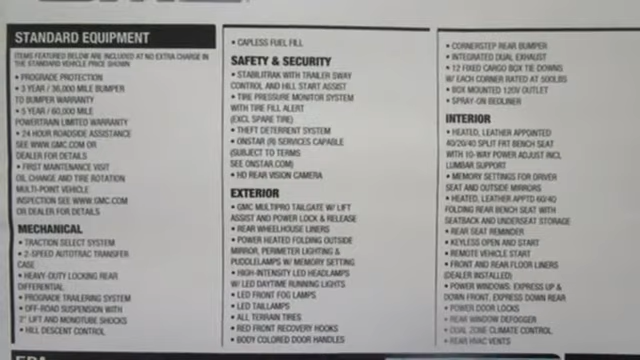 STANDARD EQUIPMENT
ITEMS FEATURED BELOW ARE INCLUDED AT NO EXTRA CHARGE IN
THE STANDARD VEHICLE PRICE SHOWN
• PROGRADE PROTECTION
• 3 YEAR / 36,000 MILE BUMPER
TO BUMPER WARRANTY
• 5 YEAR / 60,000 MILE
POWERTRAIN LIMITED WARRANTY
• 24 HOUR ROADSIDE ASSISTANCE
SEE WWW.GMC.COM OR
DEALER FOR DETAILS
• FIRST MAINTENANCE VISIT
OIL CHANGE AND TIRE ROTATION
MULTI-POINT VEHICLE
INSPECTION SEE WWW.GMC.COM
OR DEALER FOR DETAILS
MECHANICAL
• TRACTION SELECT SYSTEM
• 2-SPEED AUTOTRAC TRANSFER
CASE
• HEAVY-DUTY LOCKING REAR
DIFFERENTIAL
• PROGRADE TRAILERING SYSTEM
• OFF-ROAD SUSPENSION WITH
2" LIFT AND MONOTUBE SHOCKS
• HILL DESCENT CONTROL
• CAPLESS FUEL FILL
SAFETY & SECURITY
• STABILITRAK WITH TRAILER SWAY
CONTROL AND HILL START ASSIST
• TIRE PRESSURE MONITOR SYSTEM
WITH TIRE FILL ALERT
(EXCL SPARE TIRE)
• THEFT DETERRENT SYSTEM
• ONSTAR (R) SERVICES CAPABLE
(SUBJECT TO TERMS
SEE ONSTAR.COM)
• HD REAR VISION CAMERA
EXTERIOR
• GMC MULTIPRO TAILGATE W/ LIFT
ASSIST AND POWER LOCK & RELEASE
• REAR WHEELHOUSE LINERS
• POWER HEATED FOLDING OUTSIDE
MIRROR, PERIMETER LIGHTING &
PUDDLELAMPS W/ MEMORY SETTING
• HIGH-INTENSITY LED HEADLAMPS
W/ LED DAYTIME RUNNING LIGHTS
• LED FRONT FOG LAMPS
• LED TAILLAMPS
• ALL TERRAIN TIRES
• RED FRONT RECOVERY HOOKS
• BODY COLORED DOOR HANDLES
• CORNERSTEP REAR BUMPER
• INTEGRATED DUAL EXHAUST
• 12 FIXED CARGO BOX TIE DOWNS
W/ EACH CORNER RATED AT 500LBS
• BOX MOUNTED 120V OUTLET
• SPRAY-ON BEDLINER
INTERIOR
• HEATED, LEATHER APPOINTED
40/20/40 SPLIT FRT BENCH SEAT
WITH 10-WAY POWER ADJUST INCL
LUMBAR SUPPORT
• MEMORY SETTINGS FOR DRIVER
SEAT AND OUTSIDE MIRRORS
• HEATED, LEATHER APPTD 60/40
FOLDING REAR BENCH SEAT WITH
SEATBACK AND UNDERSEAT STORAGE
• REAR SEAT REMINDER
• KEYLESS OPEN AND START
• REMOTE VEHICLE START
• FRONT AND REAR FLOOR LINERS
(DEALER INSTALLED)
• POWER WINDOWS: EXPRESS UP &
DOWN FRONT, EXPRESS DOWN REAR
• POWER DOOR LOCKS
• REAR WINDOW DEFOGGER
• DUAL ZONE CLIMATE CONTROL
• REAR HVAC VENTS